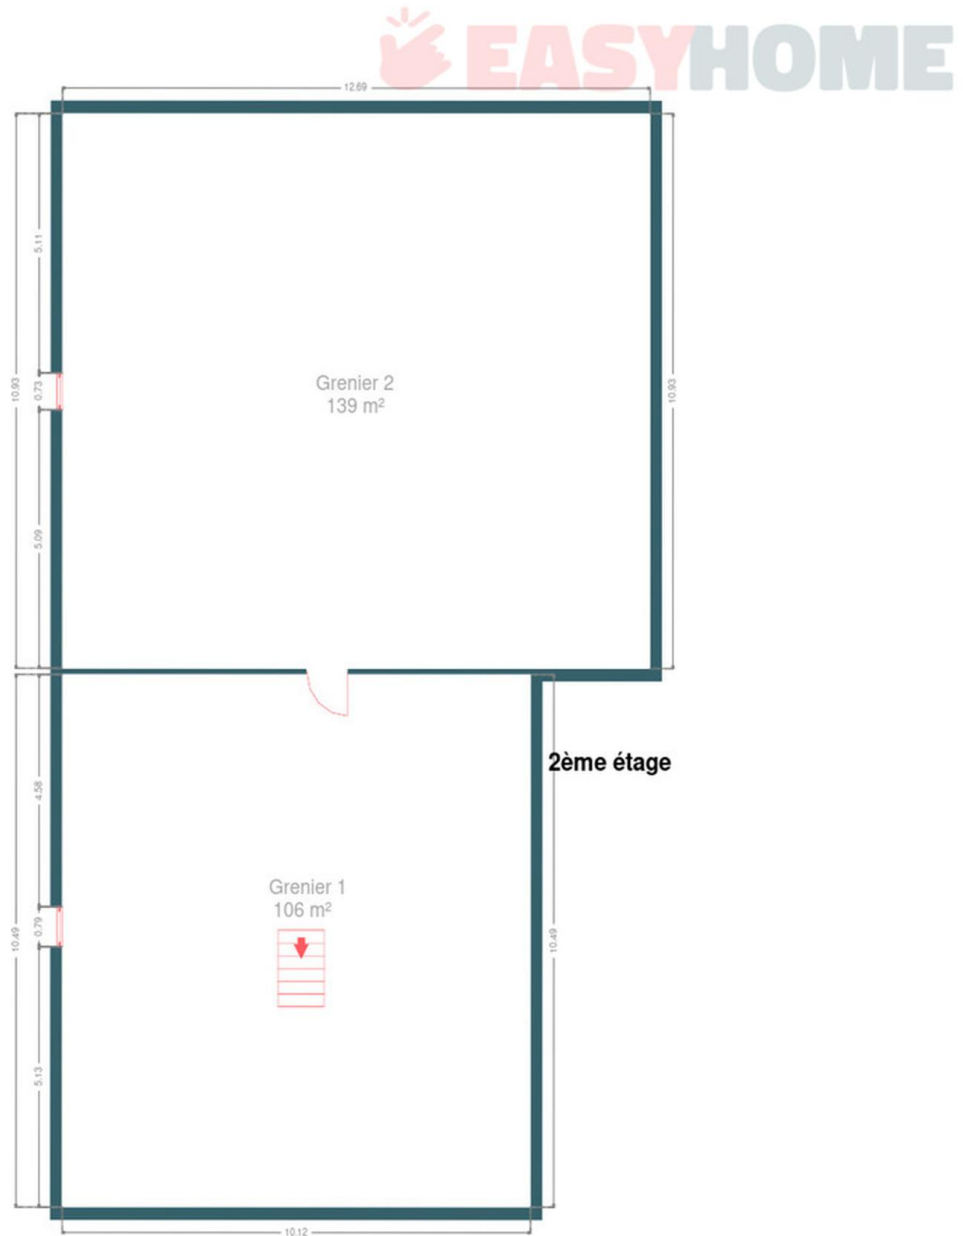 EASYHOME
12.69
5.11
10.93
0.73
10.93
Grenier 2
139 m²
5.09
2ème étage
4.58
Grenier 1
106 m²
0.79
10.49
10.49
5.13
10.12